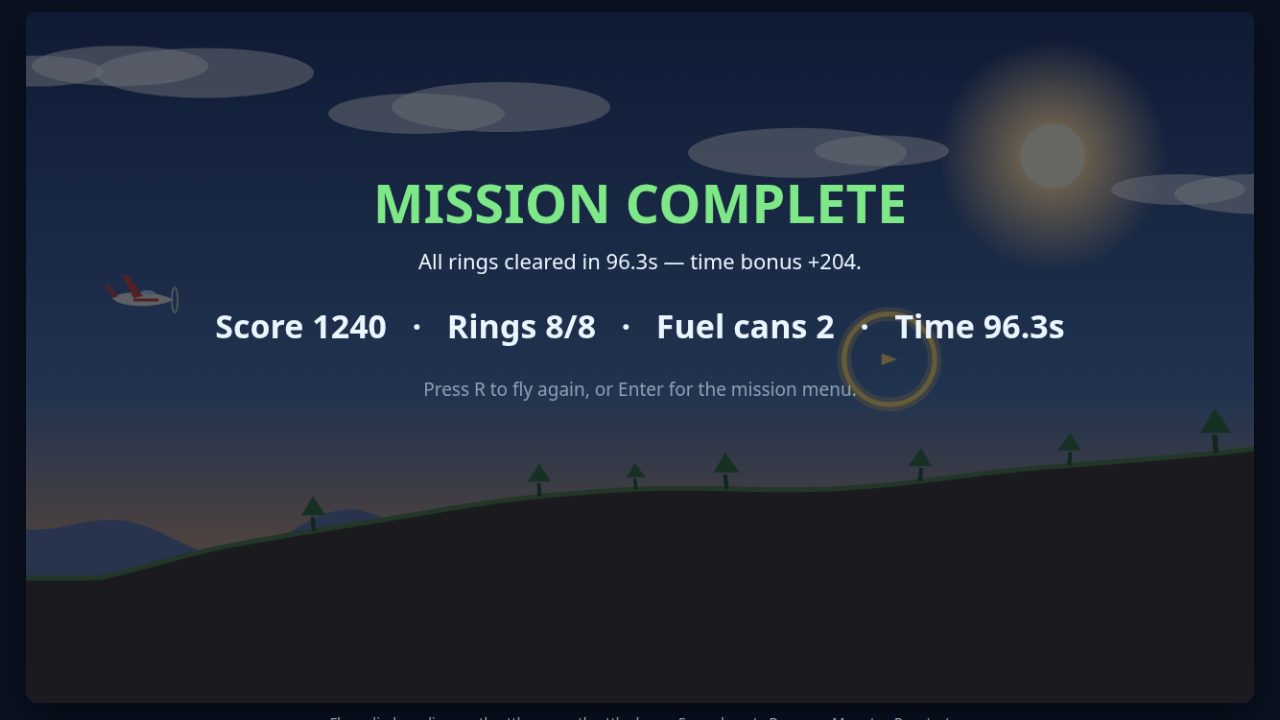 MISSION COMPLETE
All rings cleared in 96.3s — time bonus +204.
Score 1240 · Rings 8/8 · Fuel cans 2 · Time 96.3s
Press R to fly again, or Enter for the mission menu.